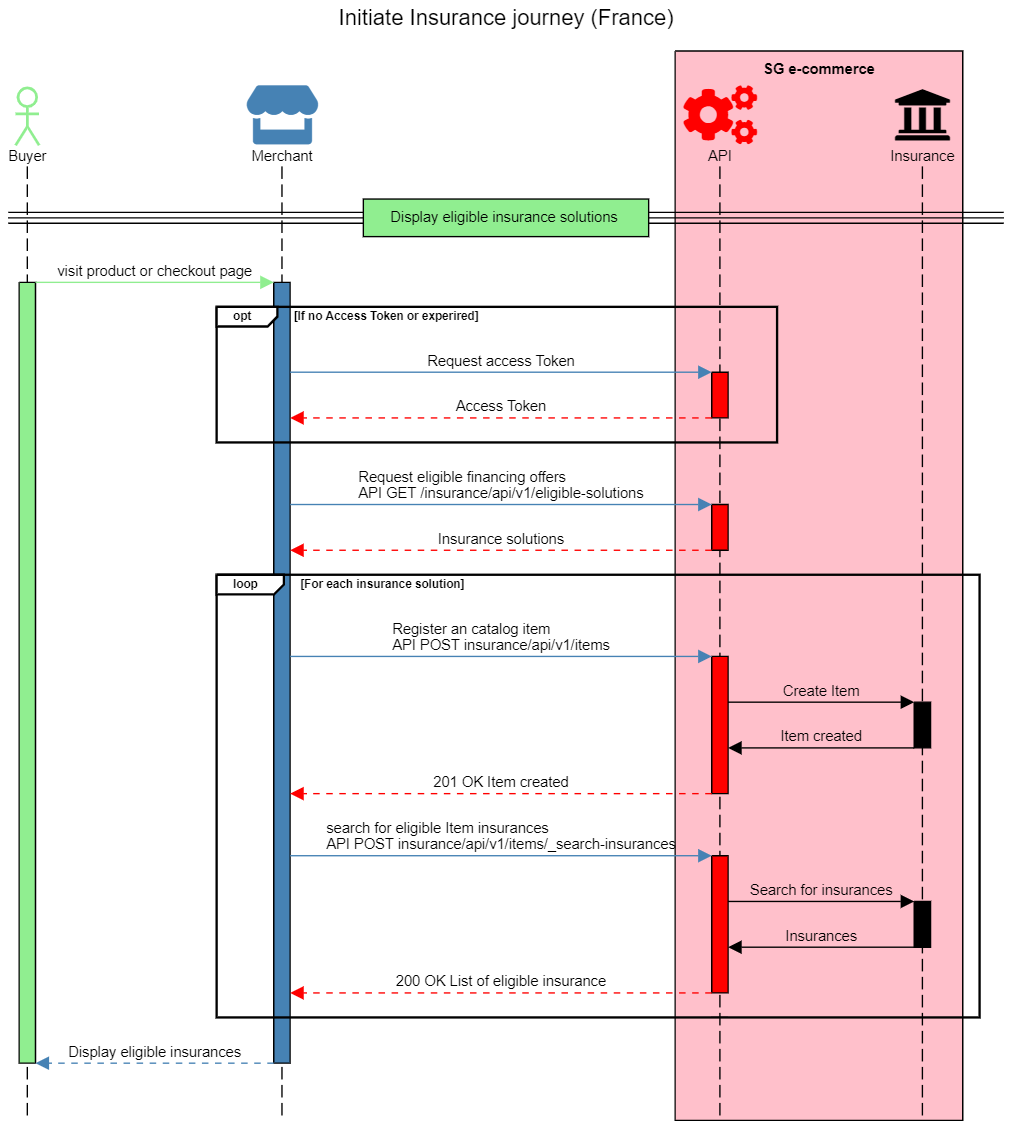 Initiate Insurance journey (France)
SG e-commerce
Buyer
Merchant
API
Insurance
Display eligible insurance solutions
visit product or checkout page
opt
[If no Access Token or experired]
Request access Token
Access Token
Request eligible financing offers
API GET /insurance/api/v1/eligible-solutions
Insurance solutions
loop
[For each insurance solution]
Register an catalog item
API POST insurance/api/v1/items
Create Item
Item created
201 OK Item created
search for eligible Item insurances
API POST insurance/api/v1/items/_search-insurances
Search for insurances
Insurances
200 OK List of eligible insurance
Display eligible insurances